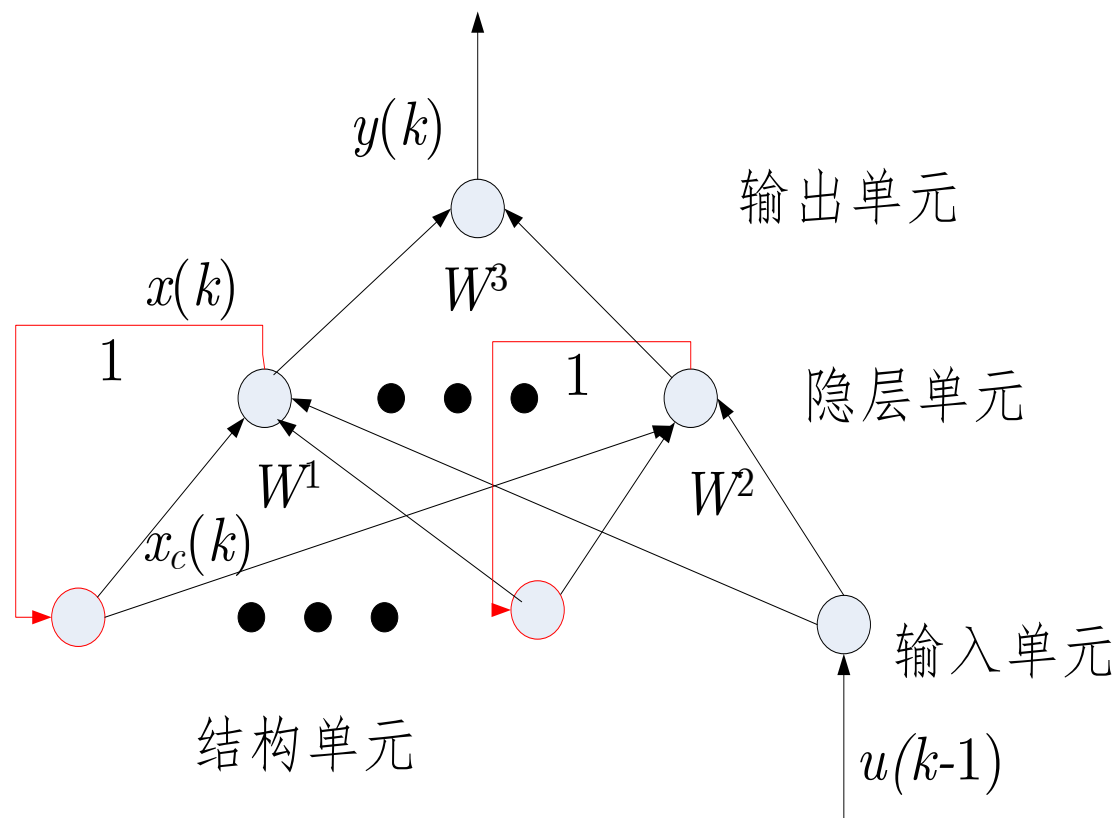 y(k)
输出单元
W³
x(k)
1
1
隐层单元
W¹
W²
x_c(k)
输入单元
结构单元
u(k-1)